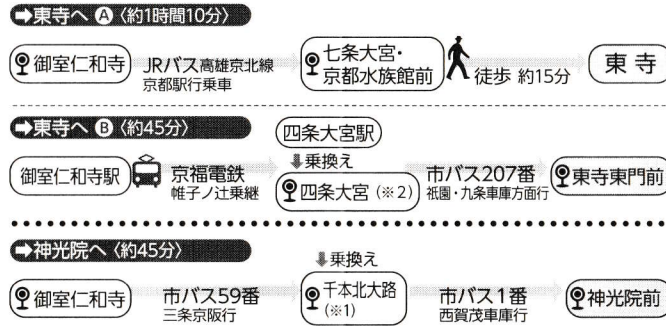 ➡東寺へ Ⓐ〈約1時間10分〉
御室仁和寺
JRバス高雄京北線
京都駅行乗車
七条大宮・
京都水族館前
徒歩 約15分
東寺
➡東寺へ Ⓑ〈約45分〉
四条大宮駅
⬇乗換え
御室仁和寺駅
京福電鉄
帷子ノ辻乗継
四条大宮(※2)
市バス207番
祇園・九条車庫方面行
東寺東門前
➡神光院へ〈約45分〉
⬇乗換え
御室仁和寺
市バス59番
三条京阪行
千本北大路
(※1)
市バス1番
西賀茂車庫行
神光院前